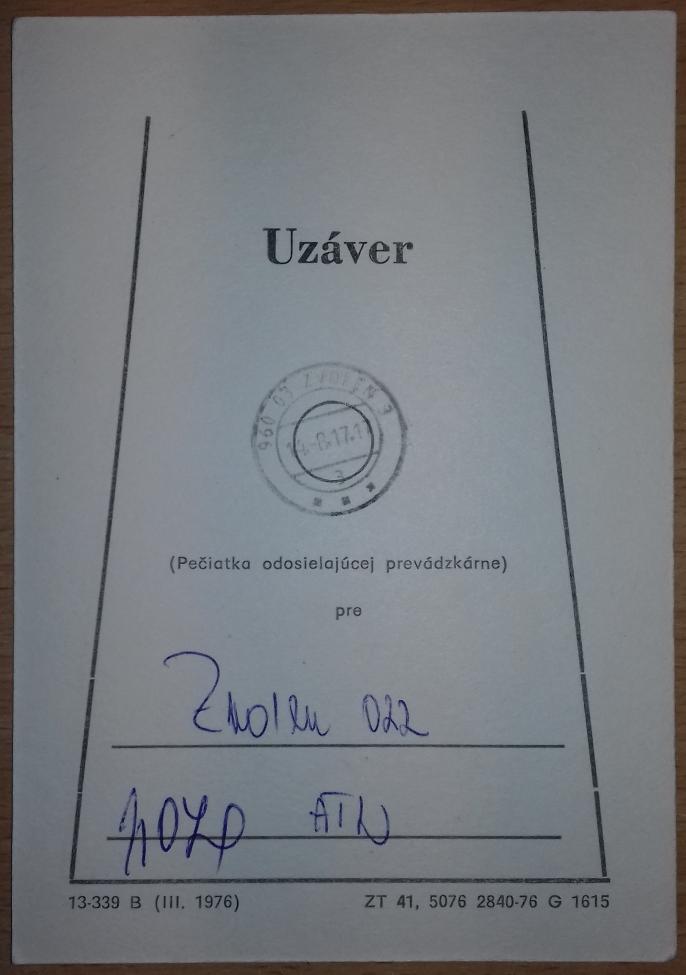 Uzáver
960 03 ZVOLEN 3
(Pečiatka odosielajúcej prevádzkárne)
pre
Zvolen 022
13-339 B (III. 1976)
ZT 41, 5076 2840-76 G 1615